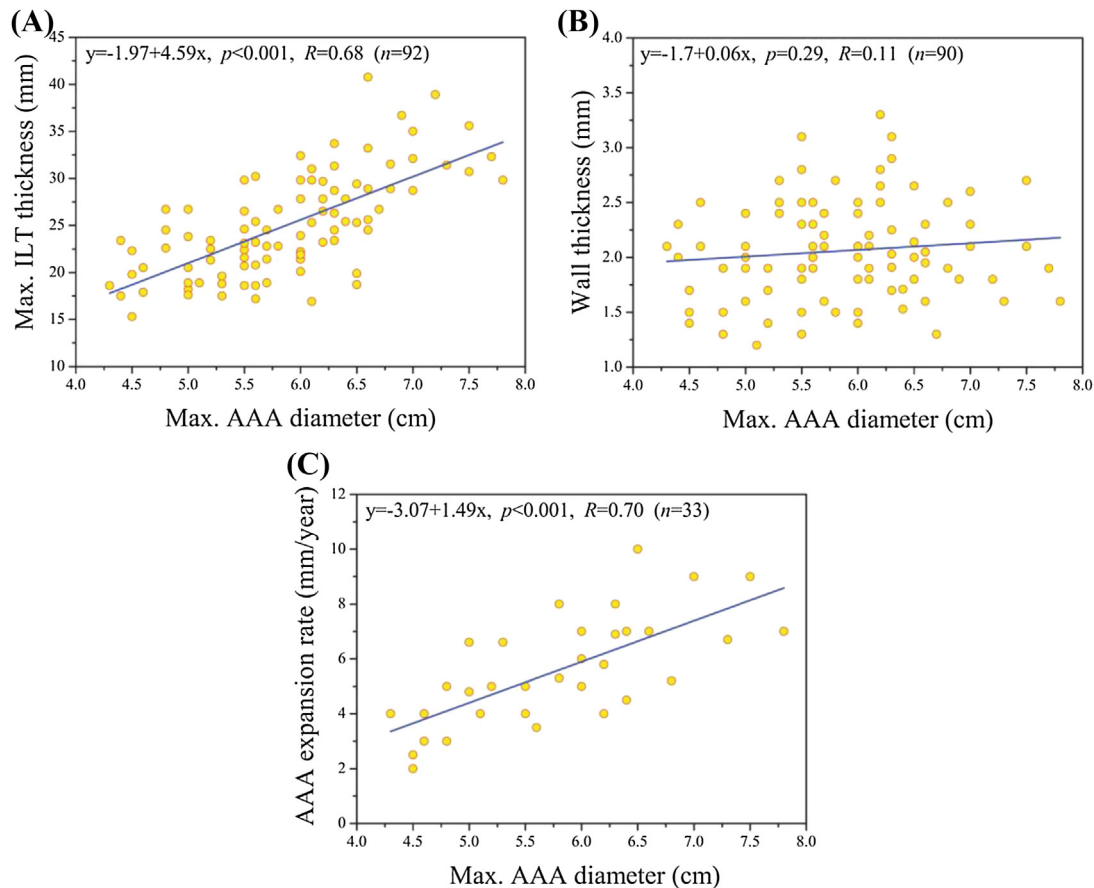 (A)
y=-1.97+4.59x, p<0.001, R=0.68 (n=92)
Max. ILT thickness (mm)
45
40
35
30
25
20
15
10
4.0 4.5 5.0 5.5 6.0 6.5 7.0 7.5 8.0
Max. AAA diameter (cm)
(B)
y=-1.7+0.06x, p=0.29, R=0.11 (n=90)
Wall thickness (mm)
4.0
3.5
3.0
2.5
2.0
1.5
1.0
4.0 4.5 5.0 5.5 6.0 6.5 7.0 7.5 8.0
Max. AAA diameter (cm)
(C)
y=-3.07+1.49x, p<0.001, R=0.70 (n=33)
AAA expansion rate (mm/year)
12
10
8
6
4
2
0
4.0 4.5 5.0 5.5 6.0 6.5 7.0 7.5 8.0
Max. AAA diameter (cm)